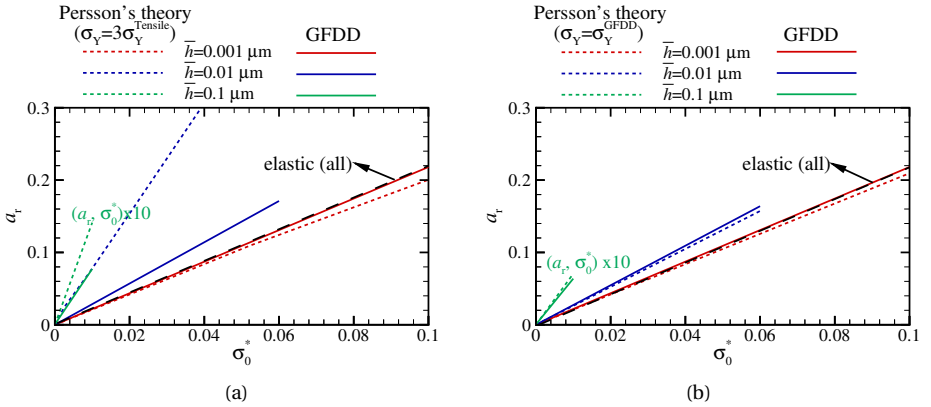 Persson's theory
(σY=3σY^Tensile) GFDD
h̅=0.001 μm
h̅=0.01 μm
h̅=0.1 μm
0.3
0.2
0.1
0
a_r
elastic (all)
(a_r, σ0*)x10
0 0.02 0.04 0.06 0.08 0.1
σ0*
(a)
Persson's theory
(σY=σY^GFDD) GFDD
h̅=0.001 μm
h̅=0.01 μm
h̅=0.1 μm
0.3
0.2
0.1
0
a_r
elastic (all)
(a_r, σ0*) x10
0 0.02 0.04 0.06 0.08 0.1
σ0*
(b)